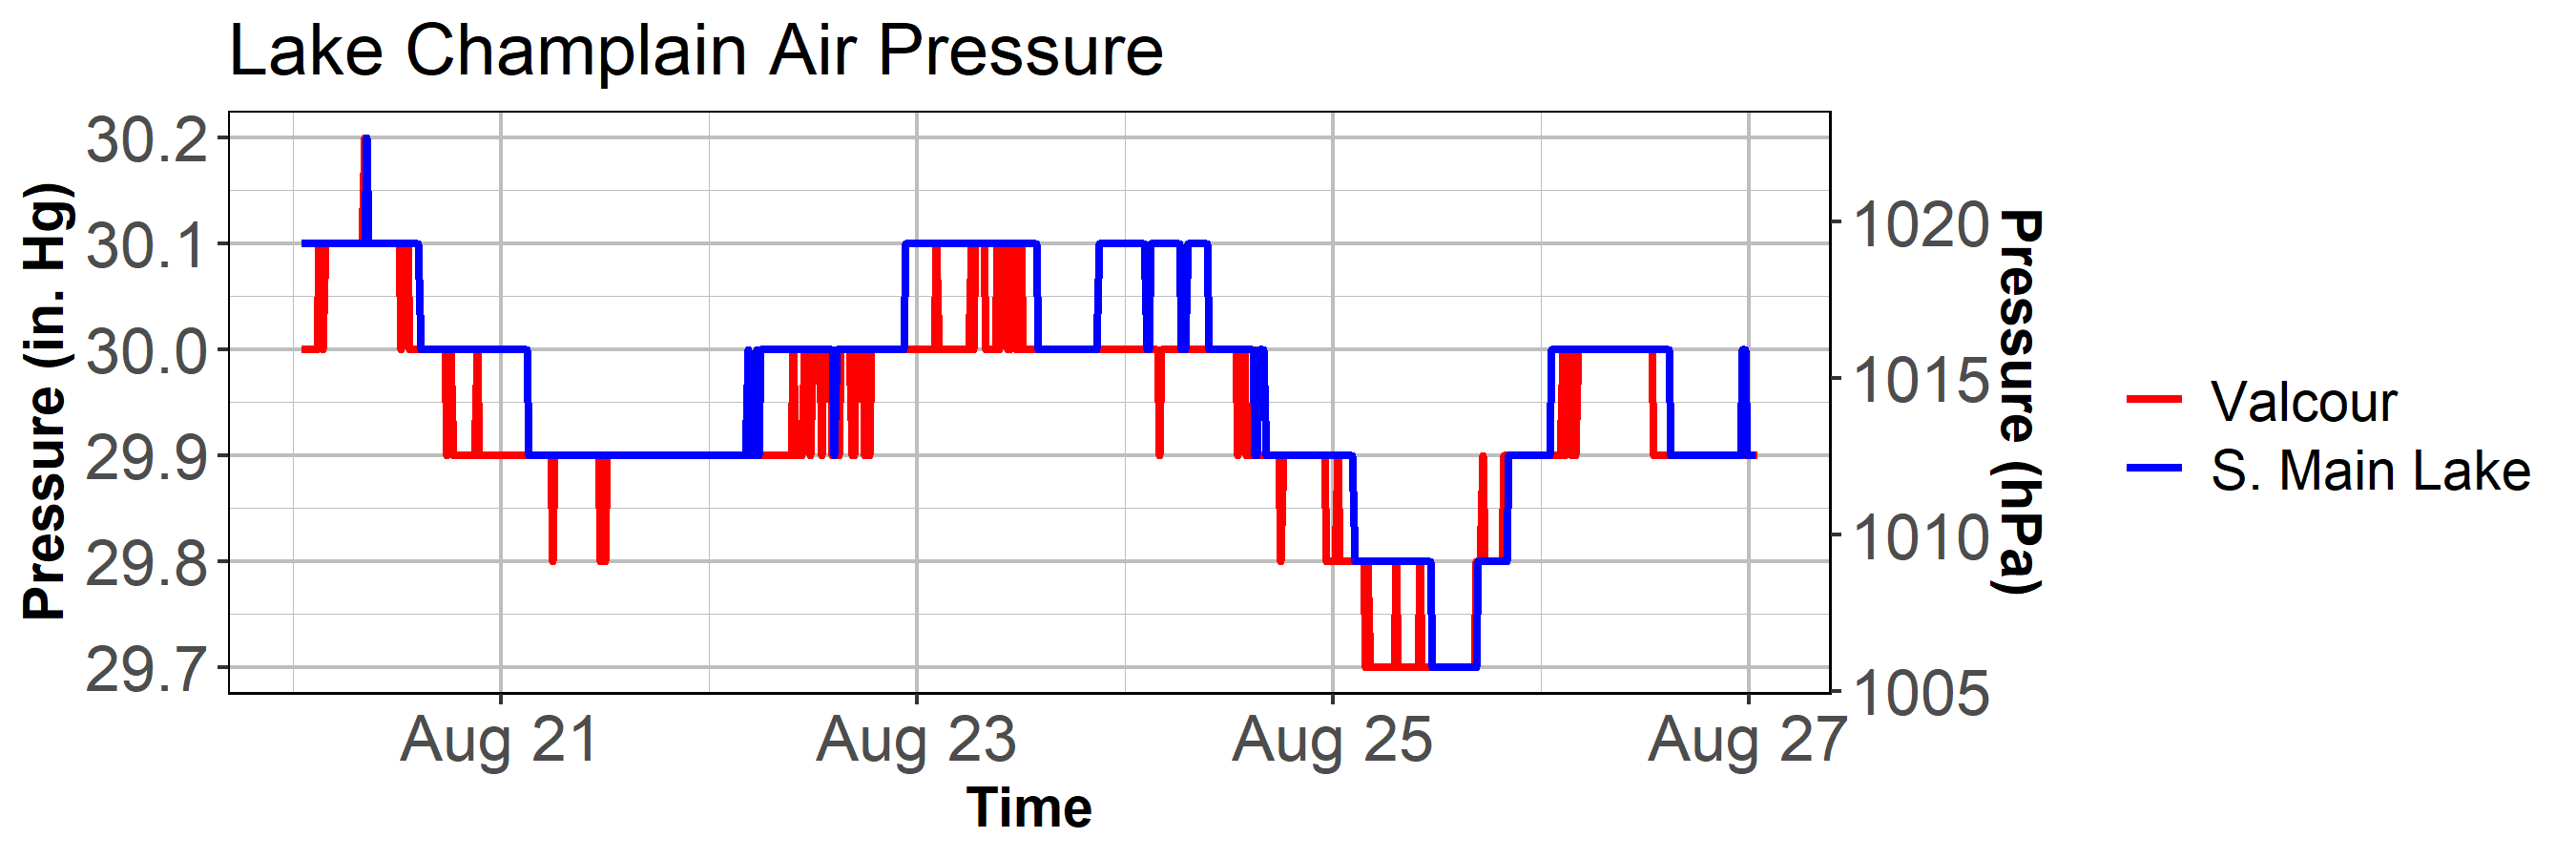 Lake Champlain Air Pressure
30.2
30.1
30.0
29.9
29.8
29.7
Pressure (in. Hg)
1020
1015
1010
1005
Pressure (hPa)
Aug 21
Aug 23
Aug 25
Aug 27
Time
Valcour
S. Main Lake